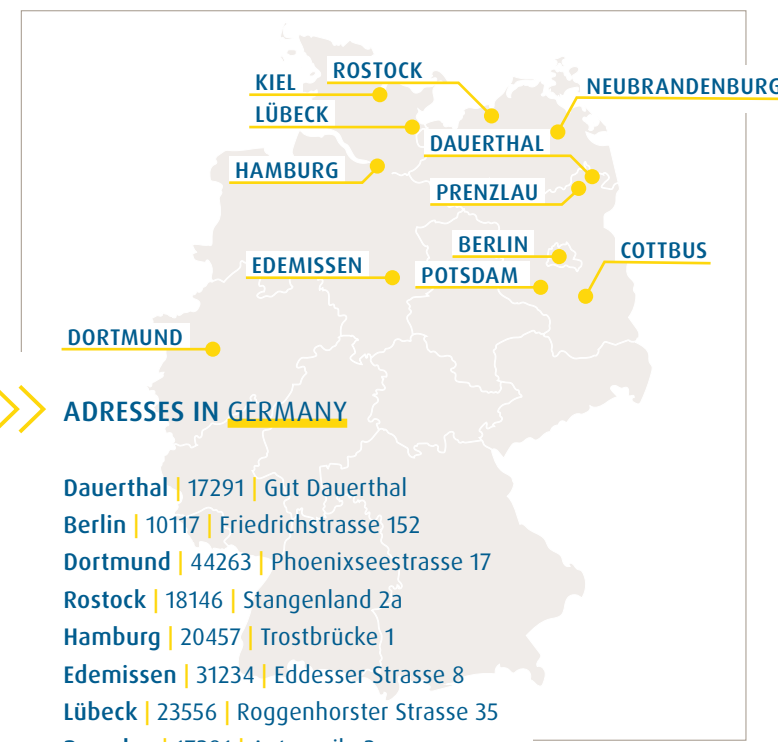 ROSTOCK
KIEL
NEUBRANDENBURG
LÜBECK
DAUERTHAL
HAMBURG
PRENZLAU
BERLIN
COTTBUS
EDEMISSEN
POTSDAM
DORTMUND
ADRESSES IN GERMANY
Dauerthal | 17291 | Gut Dauerthal
Berlin | 10117 | Friedrichstrasse 152
Dortmund | 44263 | Phoenixseestrasse 17
Rostock | 18146 | Stangenland 2a
Hamburg | 20457 | Trostbrücke 1
Edemissen | 31234 | Eddesser Strasse 8
Lübeck | 23556 | Roggenhorster Strasse 35